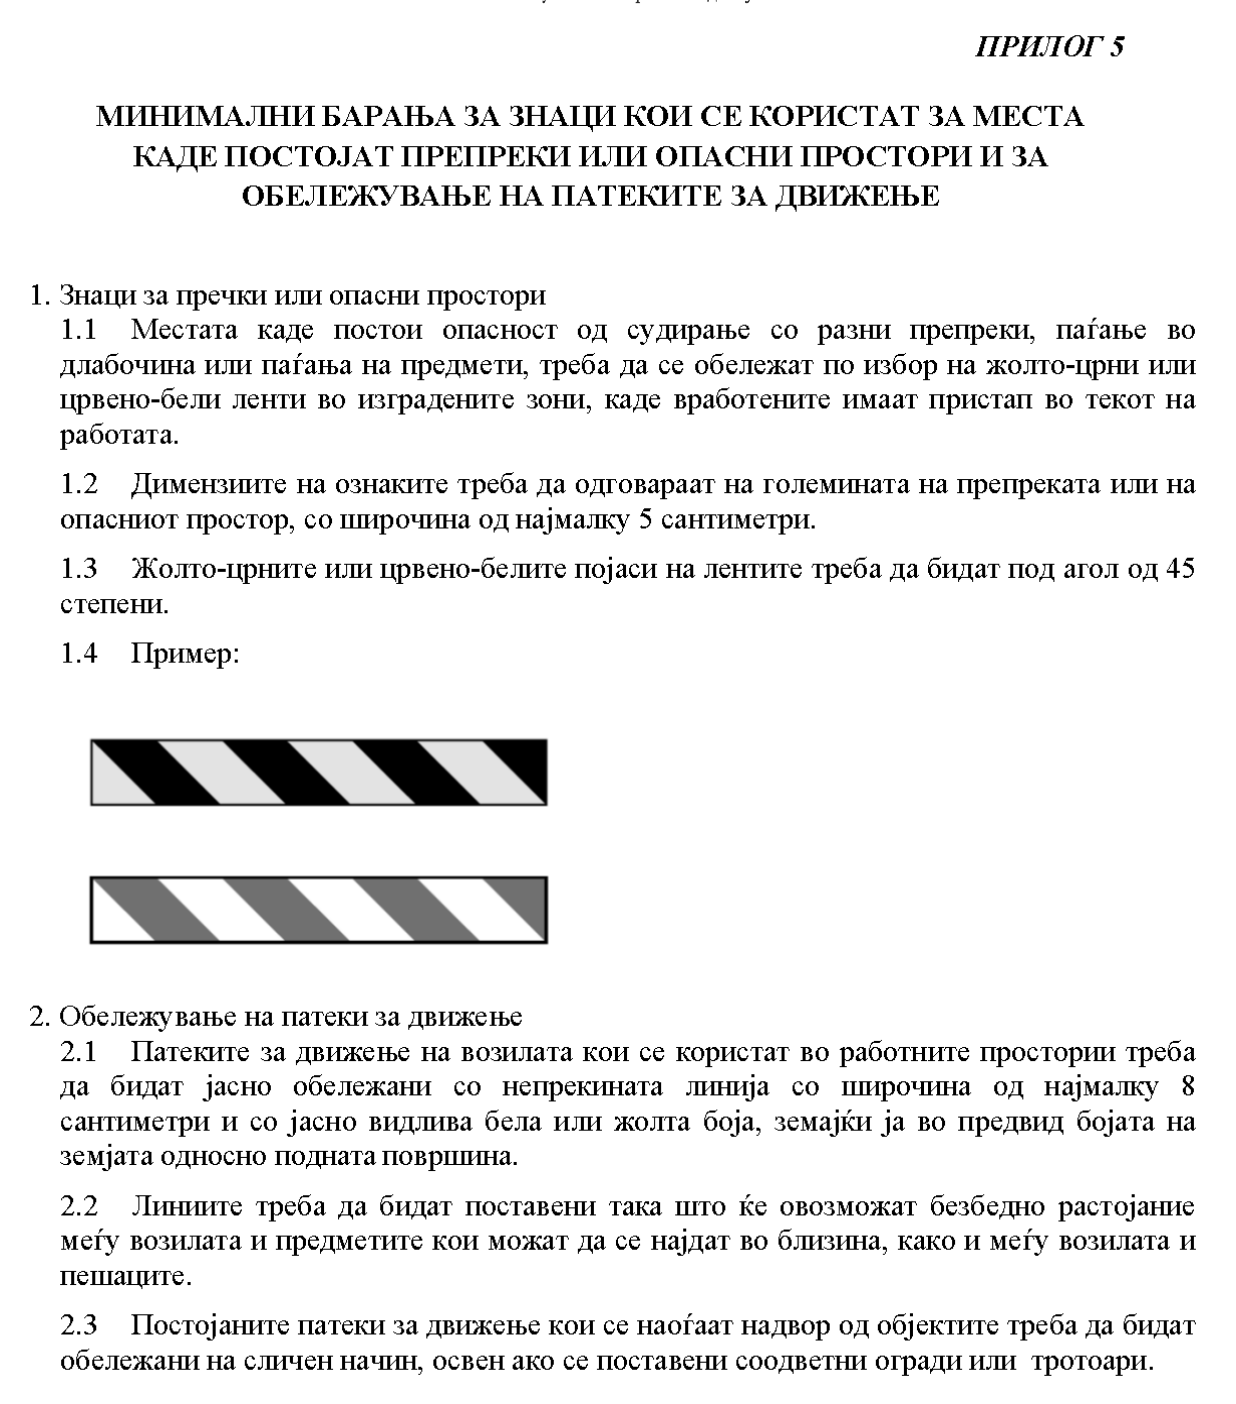 ПРИЛОГ 5
МИНИМАЛНИ БАРАЊА ЗА ЗНАЦИ КОИ СЕ КОРИСТАТ ЗА МЕСТА
КАДЕ ПОСТОЈАТ ПРЕПРЕКИ ИЛИ ОПАСНИ ПРОСТОРИ И ЗА
ОБЕЛЕЖУВАЊЕ НА ПАТЕКИТЕ ЗА ДВИЖЕЊЕ
1. Знаци за пречки или опасни простори
1.1 Местата каде постои опасност од судирање со разни препреки, паѓање во
длабочина или паѓања на предмети, треба да се обележат по избор на жолто-црни или
црвено-бели ленти во изградените зони, каде вработените имаат пристап во текот на
работата.
1.2 Димензиите на ознаките треба да одговараат на големината на препреката или на
опасниот простор, со широчина од најмалку 5 сантиметри.
1.3 Жолто-црните или црвено-белите појаси на лентите треба да бидат под агол од 45
степени.
1.4 Пример:
2. Обележување на патеки за движење
2.1 Патеките за движење на возилата кои се користат во работните простории треба
да бидат јасно обележани со непрекината линија со широчина од најмалку 8
сантиметри и со јасно видлива бела или жолта боја, земајќи ја во предвид бојата на
земјата односно подната површина.
2.2 Линиите треба да бидат поставени така што ќе овозможат безбедно растојание
меѓу возилата и предметите кои можат да се најдат во близина, како и меѓу возилата и
пешаците.
2.3 Постојаните патеки за движење кои се наоѓаат надвор од објектите треба да бидат
обележани на сличен начин, освен ако се поставени соодветни огради или тротоари.